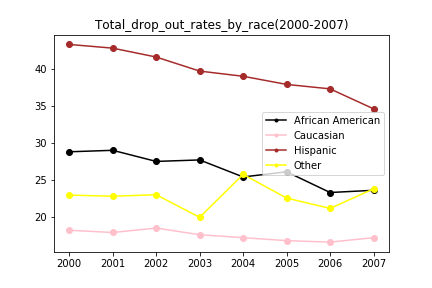 Total_drop_out_rates_by_race(2000-2007)
40
35
30
25
20
African American
Caucasian
Hispanic
Other
2000 2001 2002 2003 2004 2005 2006 2007